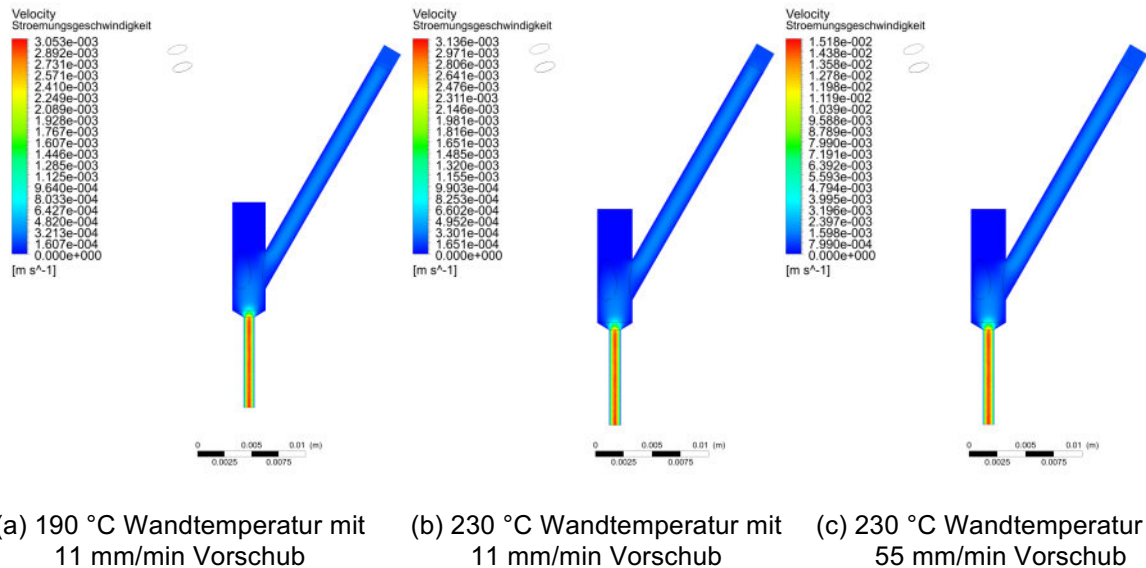 Velocity
Stroemungsgeschwindigkeit
3.053e-003
2.892e-003
2.731e-003
2.571e-003
2.410e-003
2.249e-003
2.089e-003
1.928e-003
1.767e-003
1.607e-003
1.446e-003
1.285e-003
1.125e-003
9.640e-004
8.033e-004
6.427e-004
4.820e-004
3.213e-004
1.607e-004
0.000e+000
[m s^-1]
0 0.005 0.01 (m)
0.0025 0.0075
(a) 190 °C Wandtemperatur mit
11 mm/min Vorschub
Velocity
Stroemungsgeschwindigkeit
3.136e-003
2.971e-003
2.806e-003
2.641e-003
2.476e-003
2.311e-003
2.146e-003
1.981e-003
1.816e-003
1.651e-003
1.485e-003
1.320e-003
1.155e-003
9.903e-004
8.253e-004
6.602e-004
4.952e-004
3.301e-004
1.651e-004
0.000e+000
[m s^-1]
0 0.005 0.01 (m)
0.0025 0.0075
(b) 230 °C Wandtemperatur mit
11 mm/min Vorschub
Velocity
Stroemungsgeschwindigkeit
1.518e-002
1.438e-002
1.358e-002
1.278e-002
1.198e-002
1.119e-002
1.039e-002
9.588e-003
8.789e-003
7.990e-003
7.191e-003
6.392e-003
5.593e-003
4.794e-003
3.995e-003
3.196e-003
2.397e-003
1.598e-003
7.990e-004
0.000e+000
[m s^-1]
0 0.005 0.01 (m)
0.0025 0.0075
(c) 230 °C Wandtemperatur
55 mm/min Vorschub